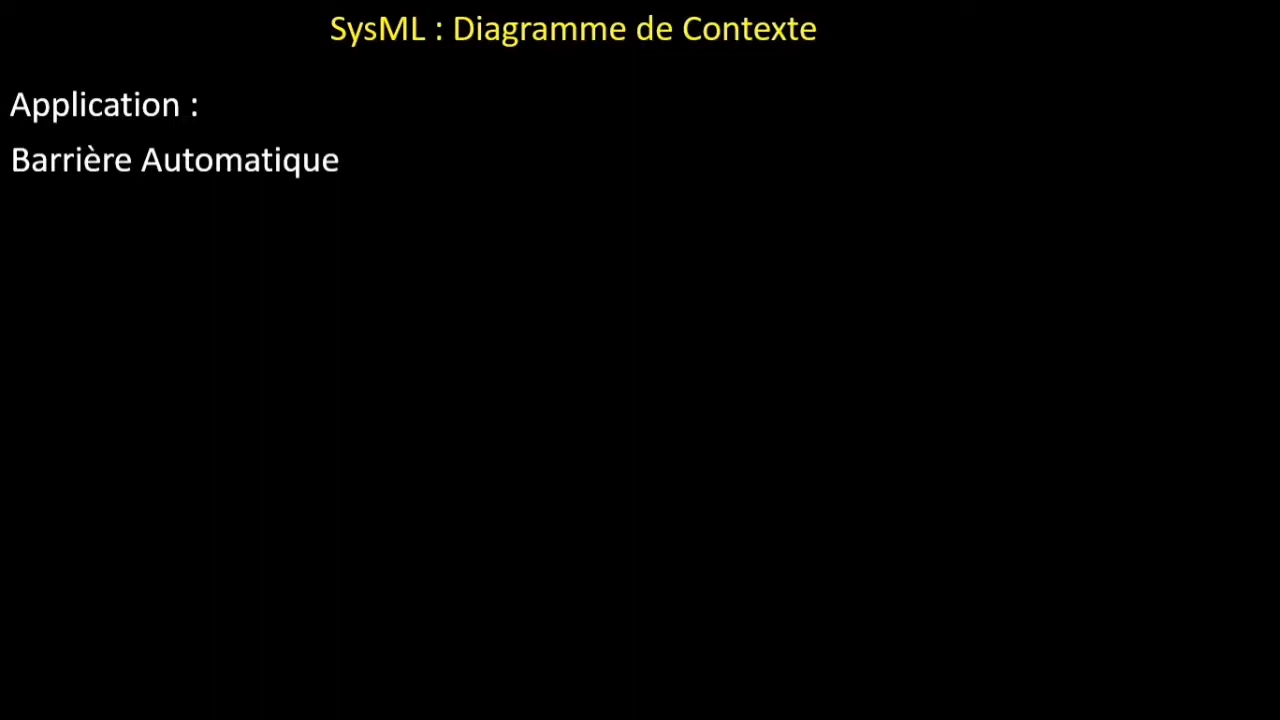 SysML : Diagramme de Contexte
Application :
Barrière Automatique